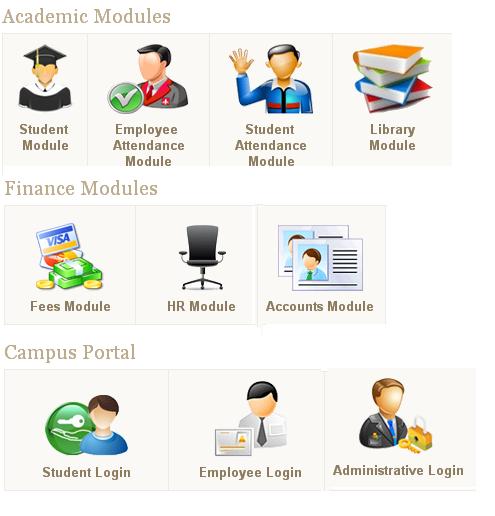 Academic Modules
Student
Module
Employee
Attendance
Module
Student
Attendance
Module
Library
Module
Finance Modules
VISA
Fees Module
HR Module
Accounts Module
Campus Portal
Student Login
Employee Login
Administrative Login